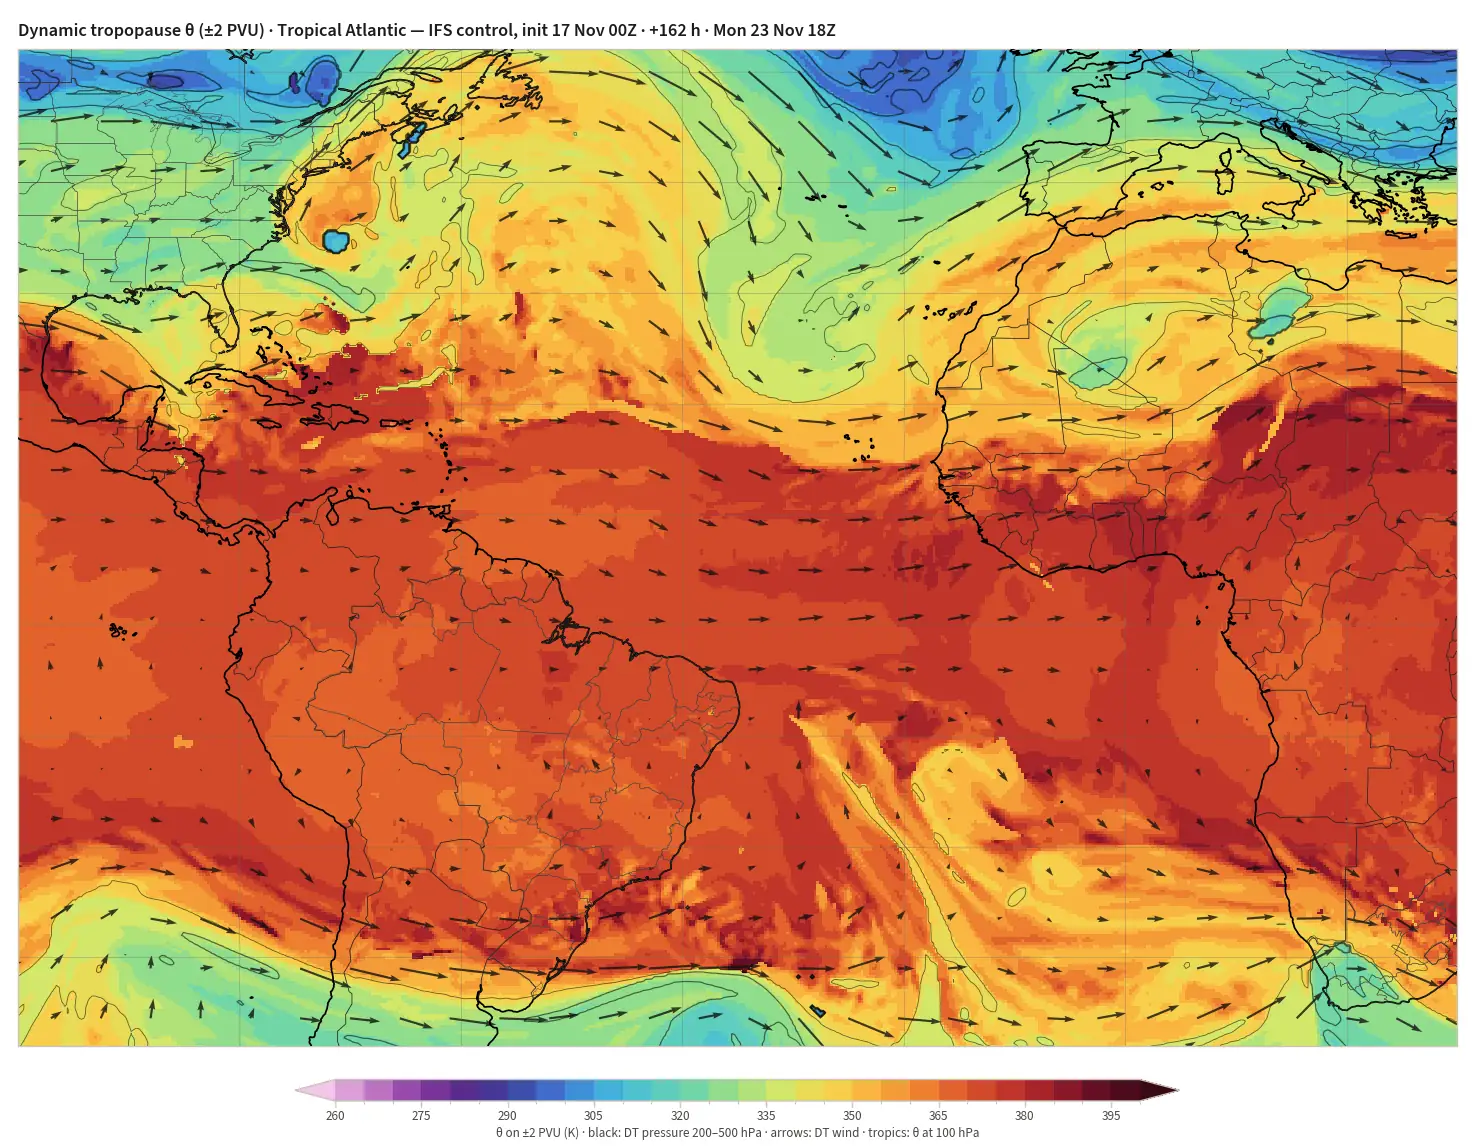 Dynamic tropopause θ (±2 PVU) · Tropical Atlantic — IFS control, init 17 Nov 00Z · +162 h · Mon 23 Nov 18Z
260 275 290 305 320 335 350 365 380 395
θ on ±2 PVU (K) · black: DT pressure 200–500 hPa · arrows: DT wind · tropics: θ at 100 hPa